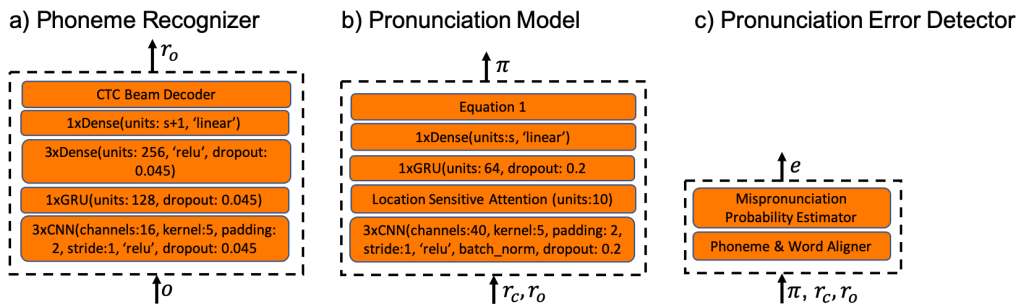 a) Phoneme Recognizer
r_o
CTC Beam Decoder
1xDense(units: s+1, ‘linear’)
3xDense(units: 256, ‘relu’, dropout:
0.045)
1xGRU(units: 128, dropout: 0.045)
3xCNN(channels:16, kernel:5, padding:
2, stride:1, ‘relu’, dropout: 0.045
o
b) Pronunciation Model
π
Equation 1
1xDense(units:s, ‘linear’)
1xGRU(units: 64, dropout: 0.2
Location Sensitive Attention (units:10)
3xCNN(channels:40, kernel:5, padding: 2,
stride:1, ‘relu’, batch_norm, dropout: 0.2
r_c, r_o
c) Pronunciation Error Detector
e
Mispronunciation
Probability Estimator
Phoneme & Word Aligner
π, r_c, r_o